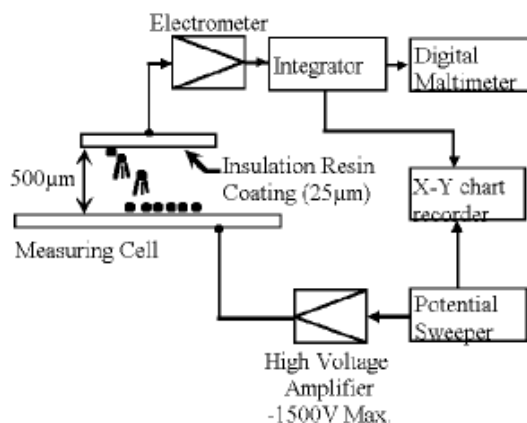 Electrometer
Integrator
Digital
Maltimeter
500μm
Insulation Resin
Coating (25μm)
X-Y chart
recorder
Measuring Cell
Potential
Sweeper
High Voltage
Amplifier
-1500V Max.